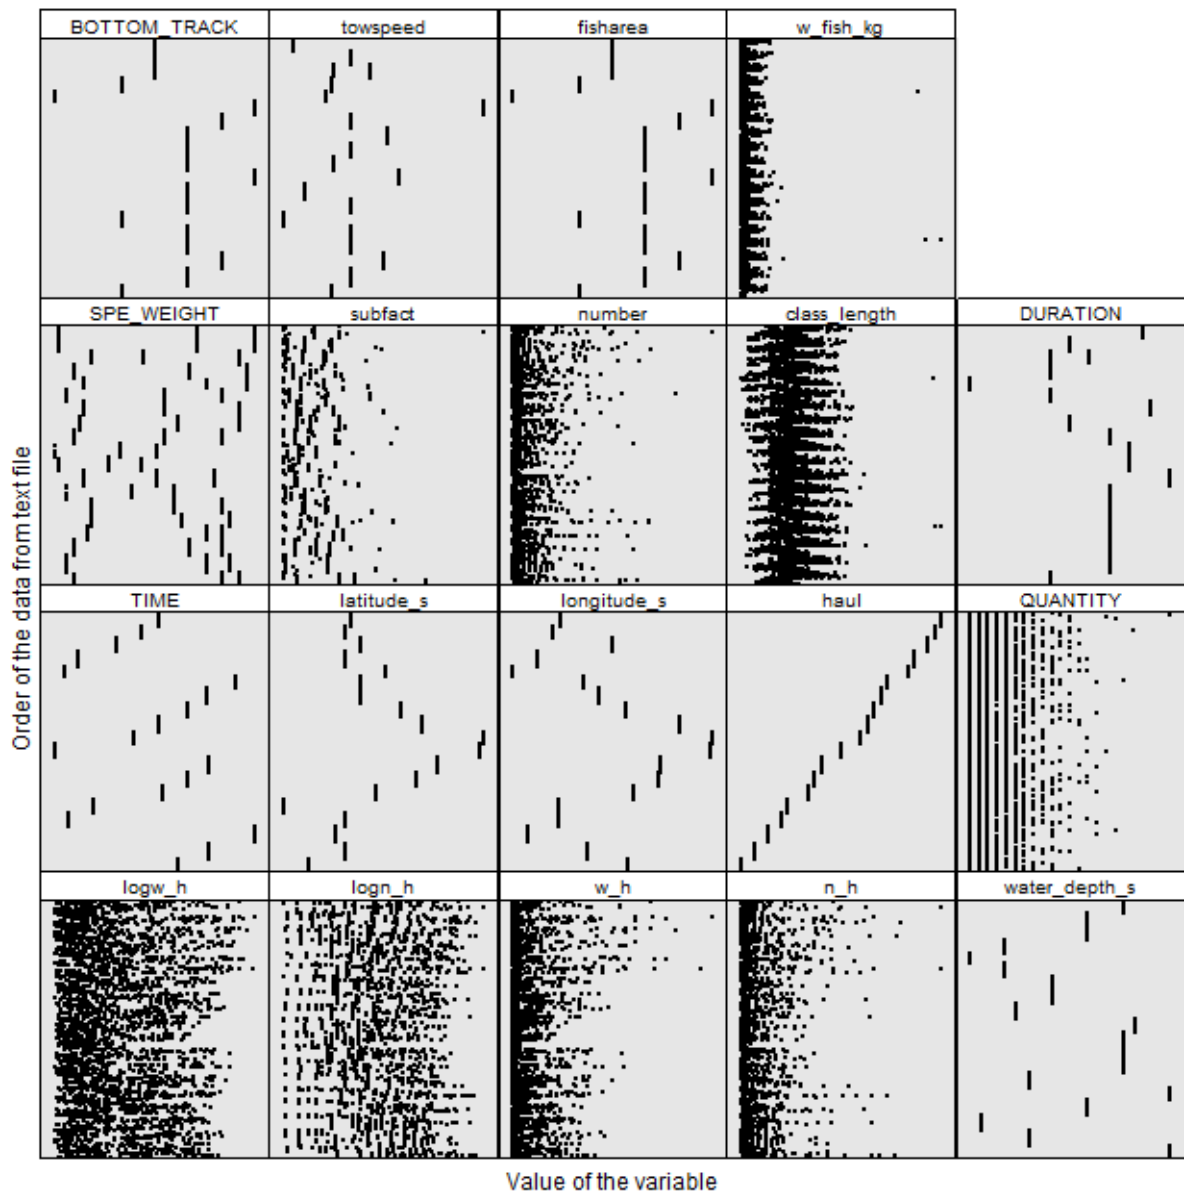 BOTTOM_TRACK towspeed fisharea w_fish_kg
SPE_WEIGHT subfact number class_length DURATION
TIME latitude_s longitude_s haul QUANTITY
logw_h logn_h w_h n_h water_depth_s
Order of the data from text file
Value of the variable